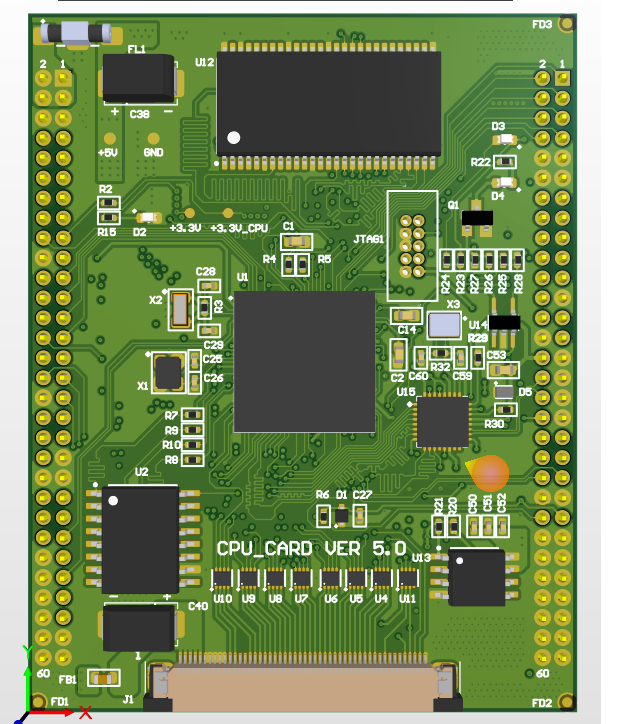 FD3
FL1
U12
2 1
2 1
+ C38 -
D3
+5V GND
R22
D4
R2
Q1
R15 D2 +3.3V +3.3V_CPU
C1
JTAG1
R4 R5
C28 U1
R24 R23 R27 R26 R25 R28
X2 R3
X3
C14 U14
C29
R29
C25
C53
X1 C26
C2 C60 R32 C59
U15 D5
R7
R9
R30
R10
R8
U2
R6 D1 C27
R21 R20 C50 C51 C52
CPU_CARD VER 5.0
U13
- +
U10 U9 U8 U7 U6 U5 U4 U11
C40
60
60
FB1
FD1 J1 FD2
Y
X